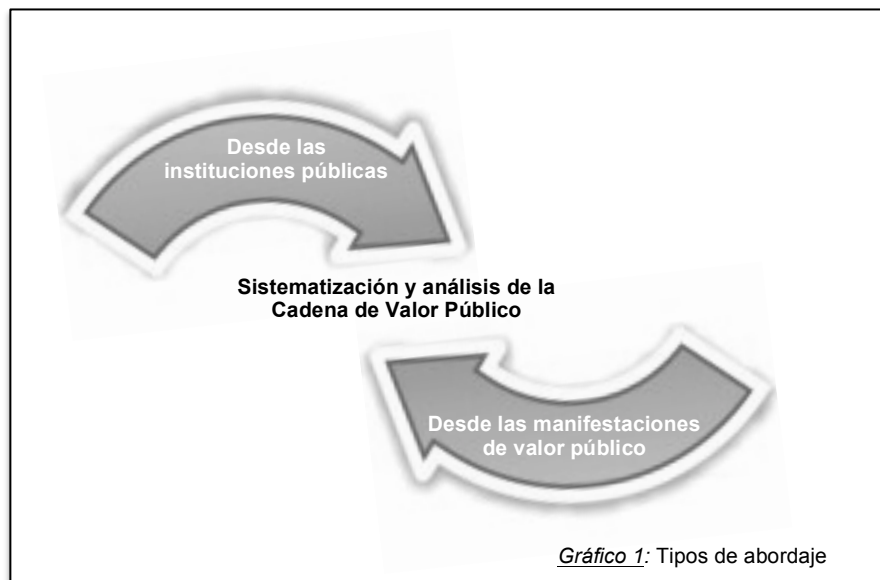 Desde las
instituciones públicas
Sistematización y análisis de la
Cadena de Valor Público
Desde las manifestaciones
de valor público
Gráfico 1: Tipos de abordaje